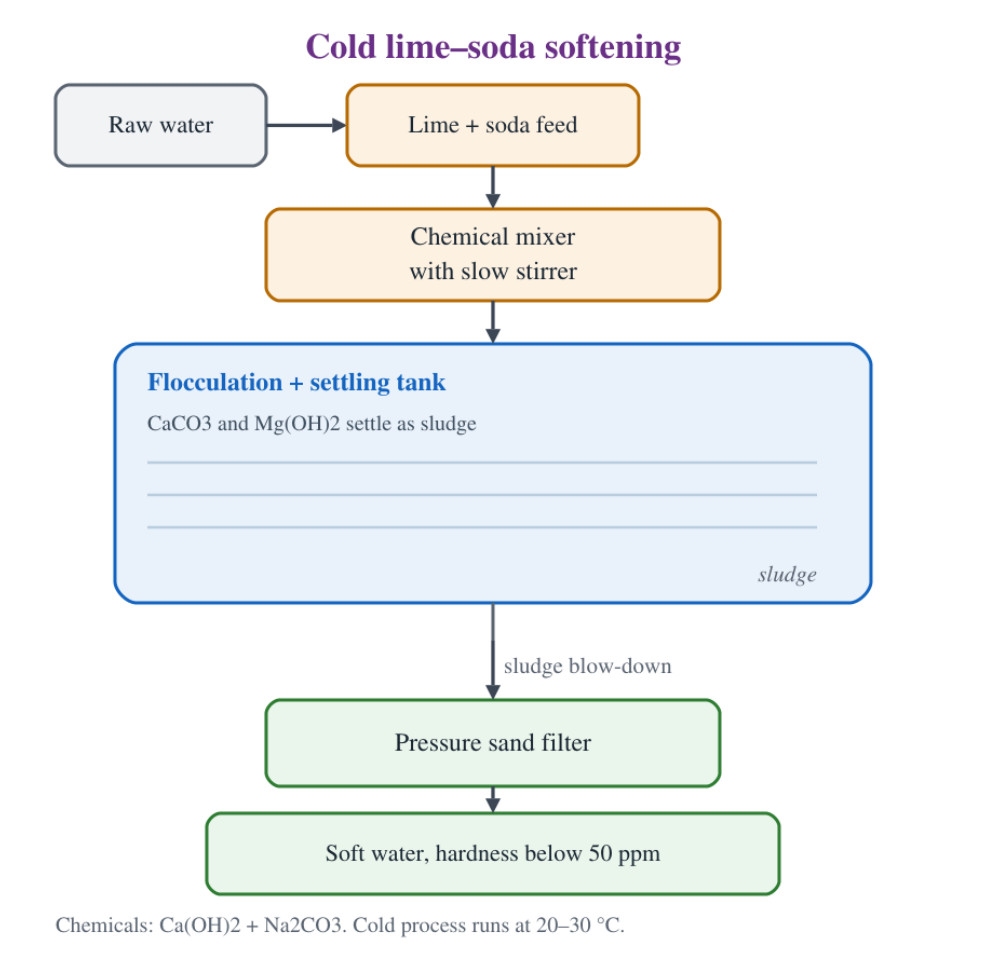 Cold lime–soda softening
Raw water
Lime + soda feed
Chemical mixer
with slow stirrer
Flocculation + settling tank
CaCO3 and Mg(OH)2 settle as sludge
sludge
sludge blow-down
Pressure sand filter
Soft water, hardness below 50 ppm
Chemicals: Ca(OH)2 + Na2CO3. Cold process runs at 20–30 °C.